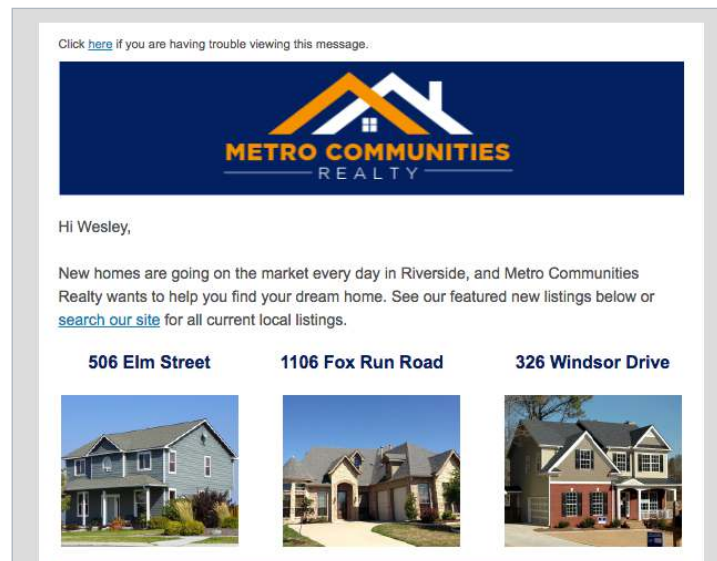 Click here if you are having trouble viewing this message.
METRO COMMUNITIES
REALTY
Hi Wesley,
New homes are going on the market every day in Riverside, and Metro Communities
Realty wants to help you find your dream home. See our featured new listings below or
search our site for all current local listings.
506 Elm Street
1106 Fox Run Road
326 Windsor Drive